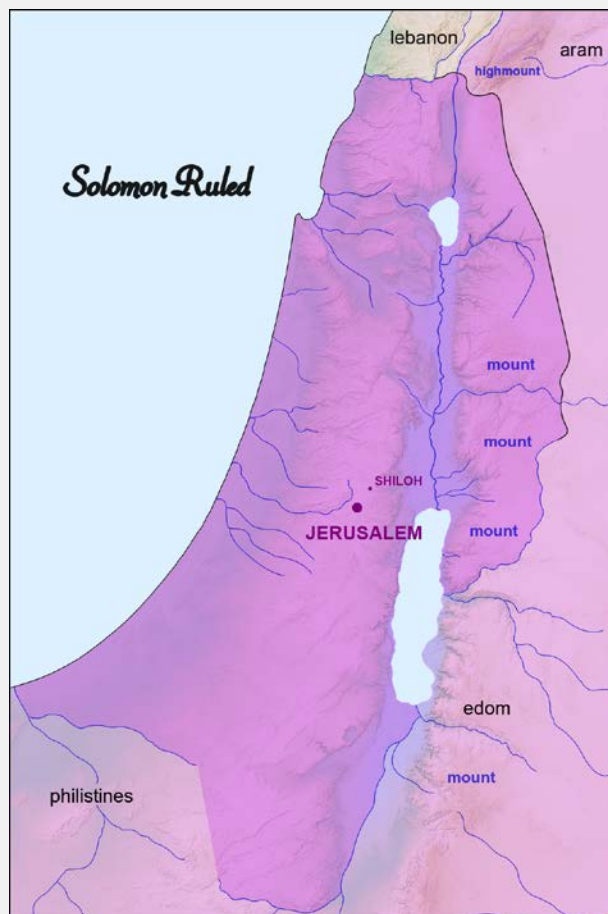 lebanon
aram
highmount
Solomon Ruled
mount
mount
SHILOH
JERUSALEM
mount
edom
mount
philistines